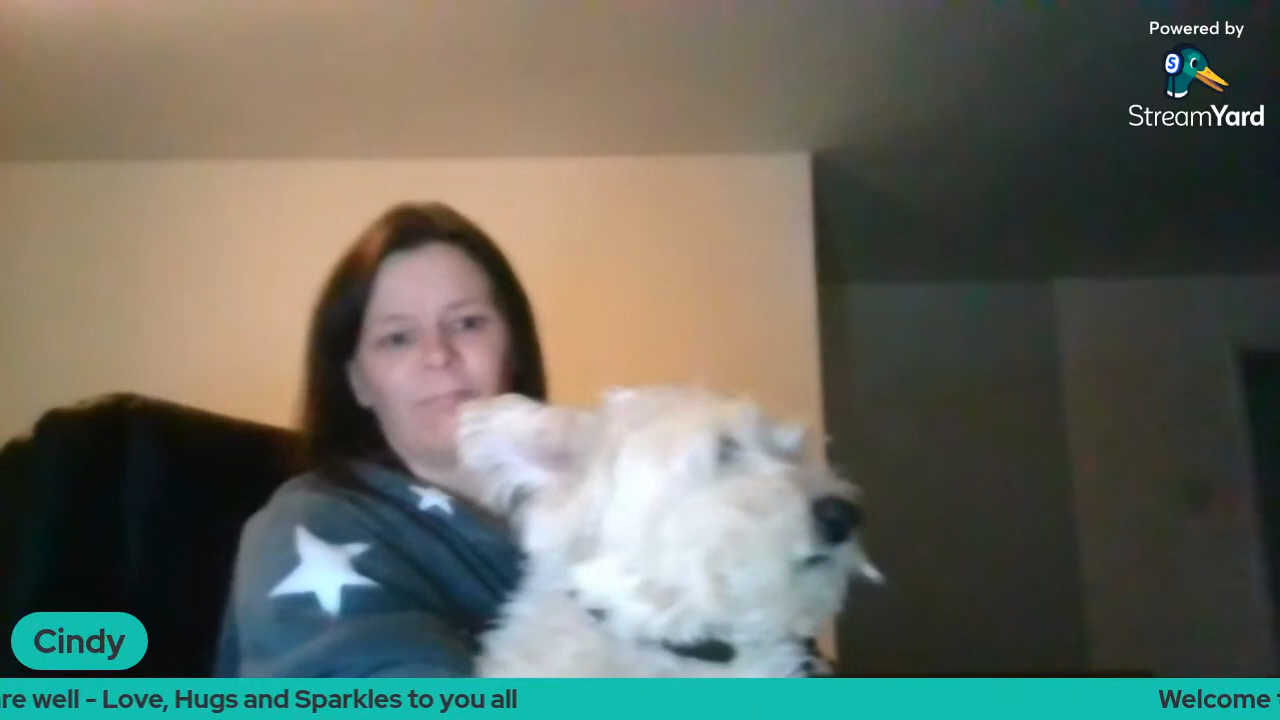 Powered by
S
StreamYard
Cindy
re well - Love, Hugs and Sparkles to you all
Welcome